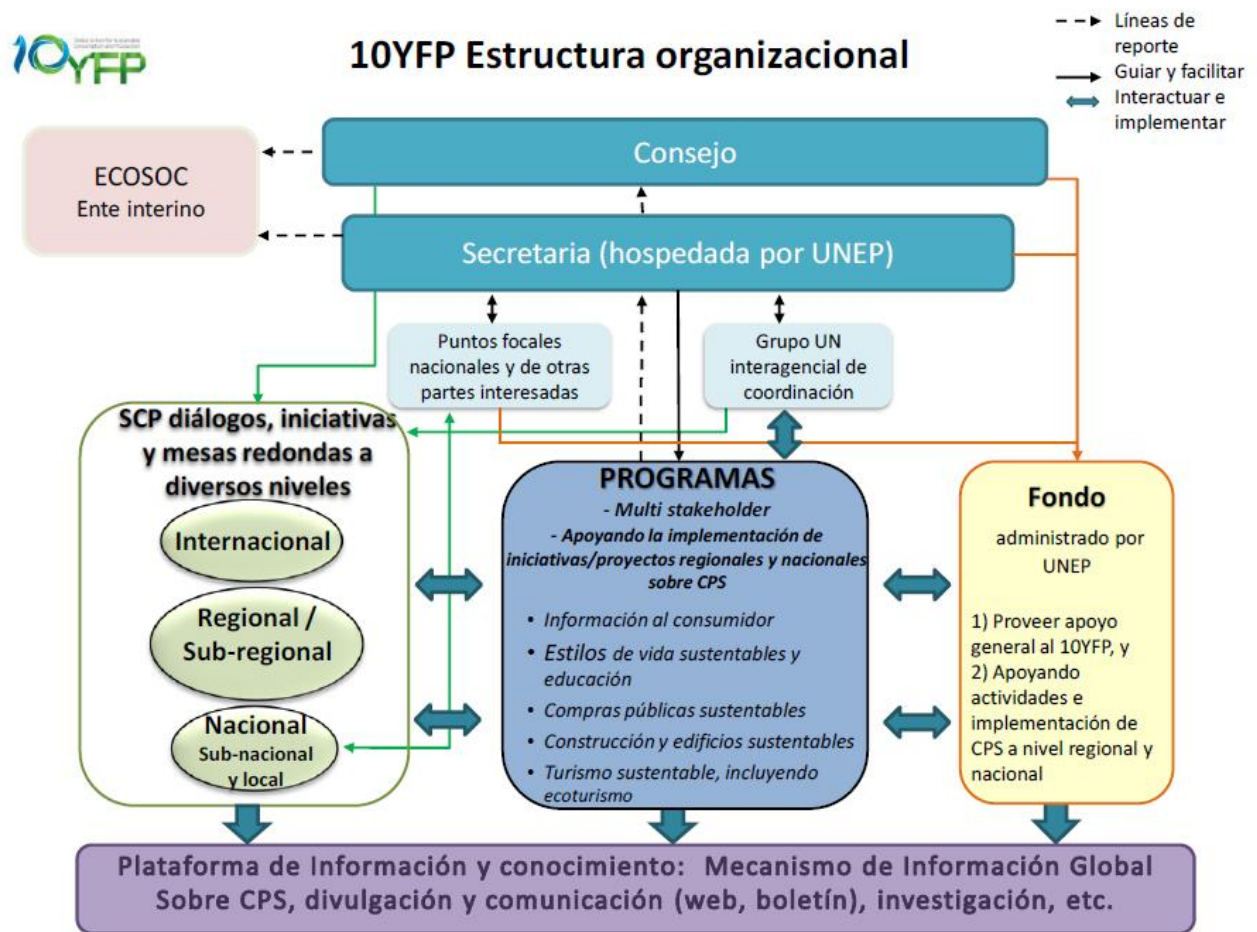 10YFP
10YFP Estructura organizacional
Líneas de
reporte
Guiar y facilitar
Interactuar e
implementar
Consejo
ECOSOC
Ente interino
Secretaria (hospedada por UNEP)
Puntos focales
nacionales y de otras
partes interesadas
Grupo UN
interagencial de
coordinación
SCP diálogos, iniciativas
y mesas redondas a
diversos niveles
Internacional
Regional /
Sub-regional
Nacional
Sub-nacional
y local
PROGRAMAS
- Multi stakeholder
- Apoyando la implementación de
iniciativas/proyectos regionales y nacionales
sobre CPS
• Información al consumidor
• Estilos de vida sustentables y
educación
• Compras públicas sustentables
• Construcción y edificios sustentables
• Turismo sustentable, incluyendo
ecoturismo
Fondo
administrado por
UNEP
1) Proveer apoyo
general al 10YFP, y
2) Apoyando
actividades e
implementación de
CPS a nivel regional y
nacional
Plataforma de Información y conocimiento: Mecanismo de Información Global
Sobre CPS, divulgación y comunicación (web, boletín), investigación, etc.